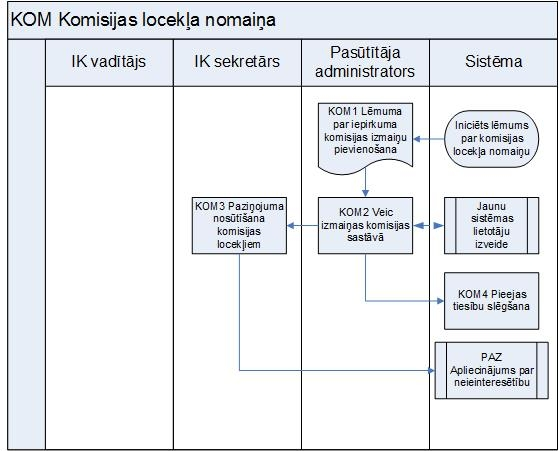 KOM Komisijas locekļa nomaiņa
IK vadītājs
IK sekretārs
Pasūtītāja
administrators
Sistēma
KOM1 Lēmuma
par iepirkuma
komisijas izmaiņu
pievienošana
Iniciēts lēmums
par komisijas
locekļa nomaiņu
KOM3 Paziņojuma
nosūtīšana
komisijas
locekļiem
KOM2 Veic
izmaiņas komisijas
sastāvā
Jaunu
sistēmas
lietotāju
izveide
KOM4 Pieejas
tiesību slēgšana
PAZ
Apliecinājums par
neieinteresētību